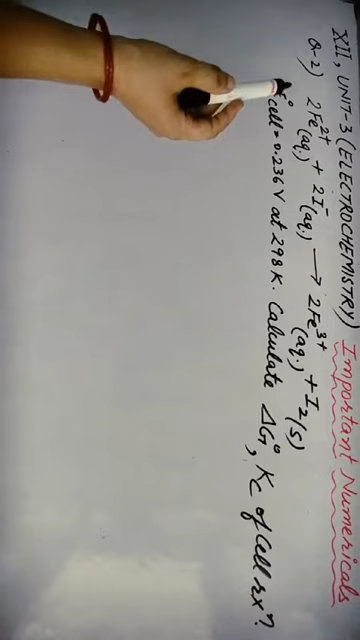 XII, UNIT-3 (ELECTROCHEMISTRY) Important Numericals
Q-2) 2Fe²⁺(aq.) + 2I⁻(aq.) ⟶ 2Fe³⁺(aq.) + I₂(s)
E°cell = 0.236 V at 298 K. Calculate ΔG°, Kc of cell rxⁿ?